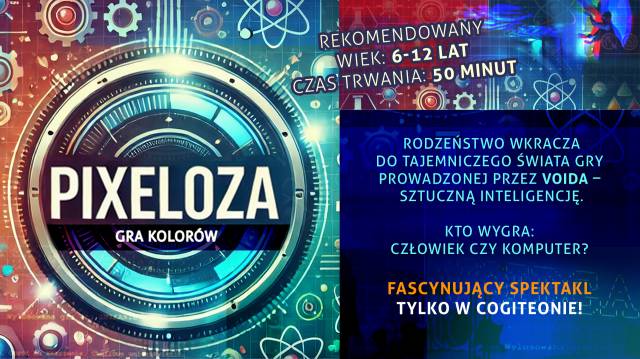 PIXELOZA
GRA KOLORÓW
REKOMENDOWANY
WIEK: 6-12 LAT
CZAS TRWANIA: 50 MINUT
RODZEŃSTWO WKRACZA
DO TAJEMNICZEGO ŚWIATA GRY
PROWADZONEJ PRZEZ VOIDA –
SZTUCZNĄ INTELIGENCJĘ.
KTO WYGRA:
CZŁOWIEK CZY KOMPUTER?
FASCYNUJĄCY SPEKTAKL
TYLKO W COGITEONIE!